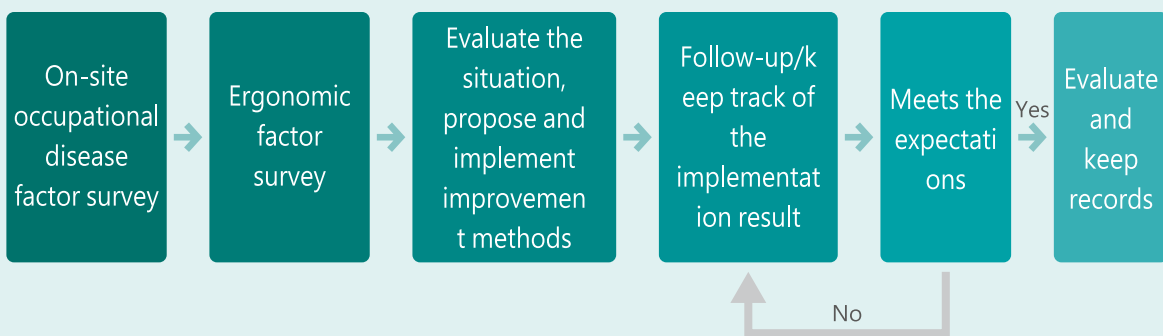 On-site
occupational
disease
factor survey
Ergonomic
factor
survey
Evaluate the
situation,
propose and
implement
improvemen
t methods
Follow-up/k
eep track of
the
implementat
ion result
Meets the
expectati
ons
Yes
Evaluate
and
keep
records
No